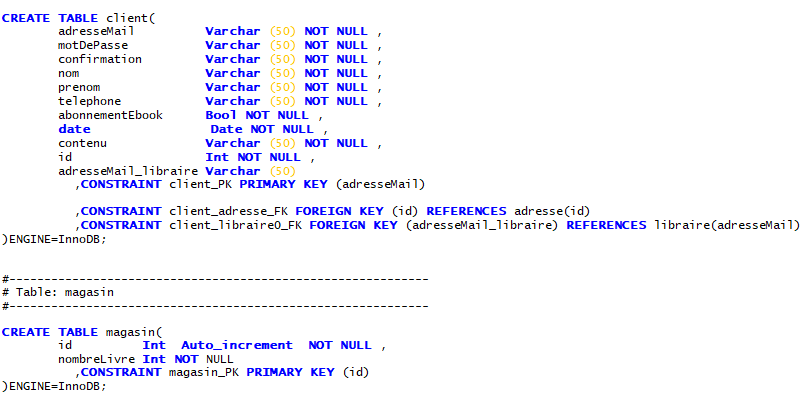 CREATE TABLE client(
adresseMail Varchar (50) NOT NULL ,
motDePasse Varchar (50) NOT NULL ,
confirmation Varchar (50) NOT NULL ,
nom Varchar (50) NOT NULL ,
prenom Varchar (50) NOT NULL ,
telephone Varchar (50) NOT NULL ,
abonnementEbook Bool NOT NULL ,
date Date NOT NULL ,
contenu Varchar (50) NOT NULL ,
id Int NOT NULL ,
adresseMail_libraire Varchar (50)
,CONSTRAINT client_PK PRIMARY KEY (adresseMail)
,CONSTRAINT client_adresse_FK FOREIGN KEY (id) REFERENCES adresse(id)
,CONSTRAINT client_libraire0_FK FOREIGN KEY (adresseMail_libraire) REFERENCES libraire(adresseMail)
)ENGINE=InnoDB;
#------------------------------------------------------------
# Table: magasin
#------------------------------------------------------------
CREATE TABLE magasin(
id Int Auto_increment NOT NULL ,
nombreLivre Int NOT NULL
,CONSTRAINT magasin_PK PRIMARY KEY (id)
)ENGINE=InnoDB;